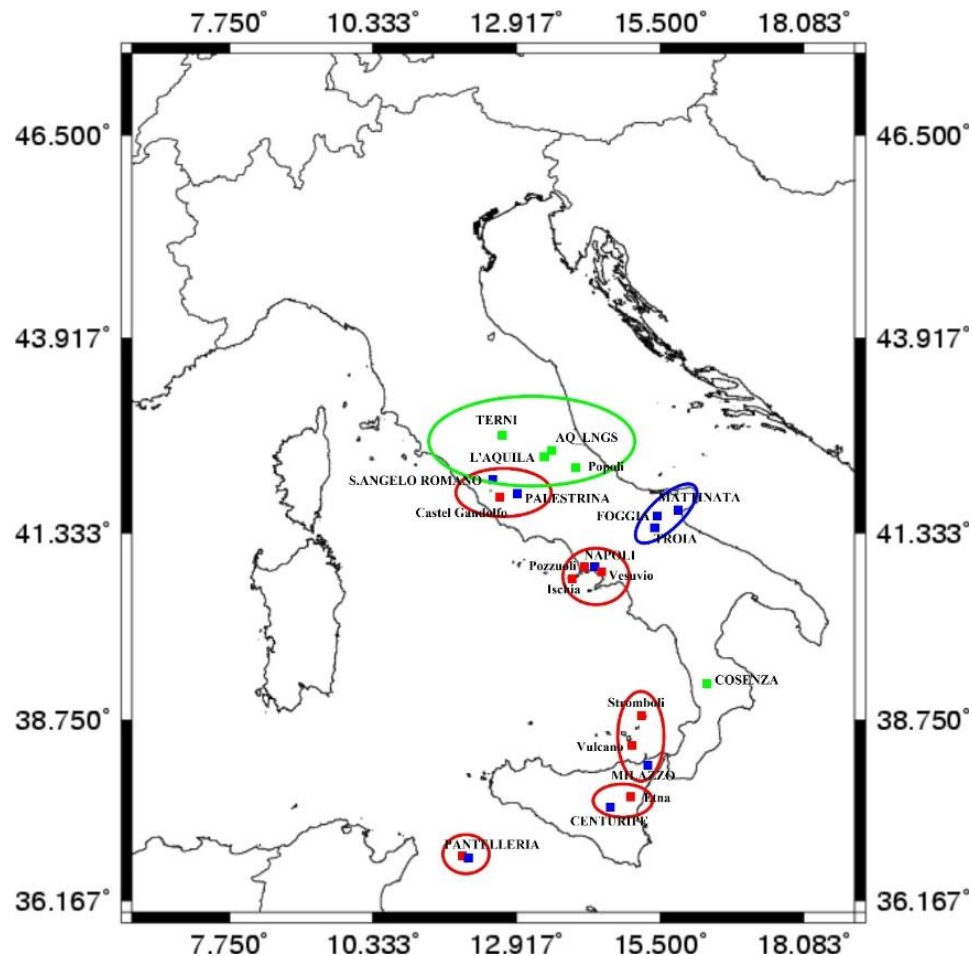 7.750° 10.333° 12.917° 15.500° 18.083°
46.500° 46.500°
43.917° 43.917°
TERNI
AQ_LNGS
L'AQUILA
Popoli
S.ANGELO ROMANO
PALESTRINA
MATTINATA
Castel Gandolfo
FOGGIA
41.333° 41.333°
TROIA
NAPOLI
Pozzuoli
Vesuvio
Ischia
COSENZA
Stromboli
38.750° 38.750°
Vulcano
MILAZZO
Etna
CENTURIPE
PANTELLERIA
36.167° 36.167°
7.750° 10.333° 12.917° 15.500° 18.083°